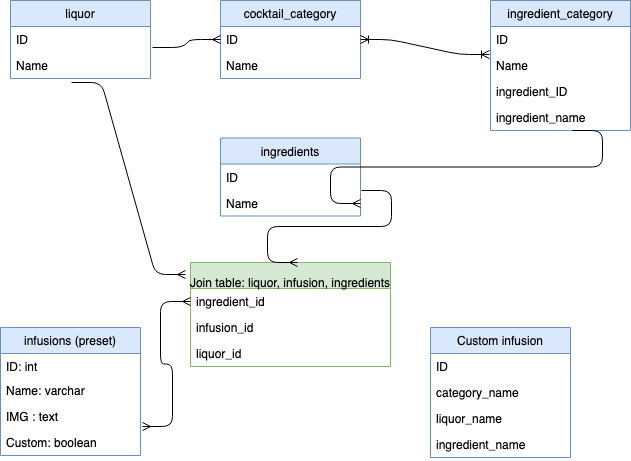 liquor
ID
Name
cocktail_category
ID
Name
ingredient_category
ID
Name
ingredient_ID
ingredient_name
ingredients
ID
Name
Join table: liquor, infusion, ingredients
ingredient_id
infusion_id
liquor_id
infusions (preset)
ID: int
Name: varchar
IMG : text
Custom: boolean
Custom infusion
ID
category_name
liquor_name
ingredient_name